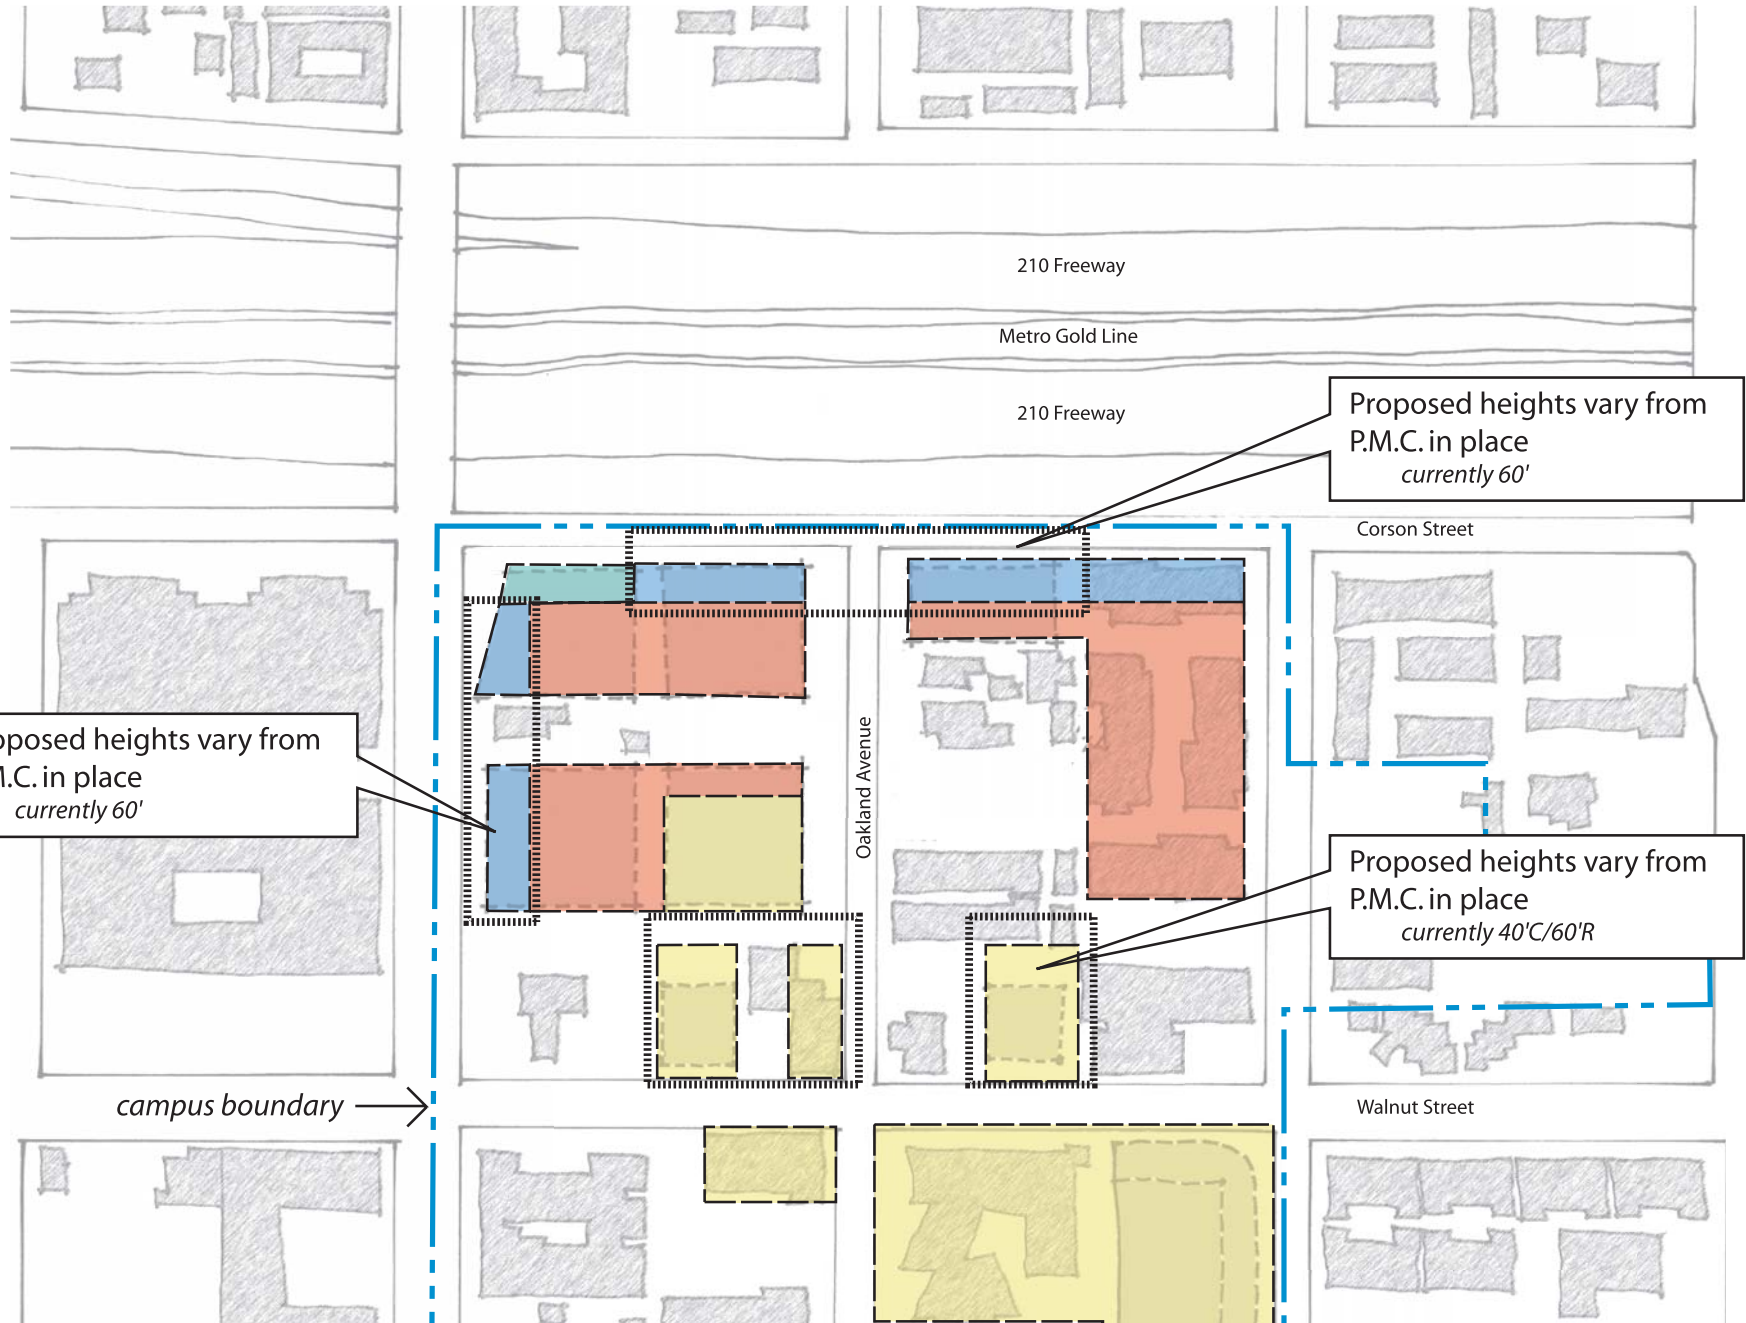 210 Freeway
Metro Gold Line
210 Freeway
Proposed heights vary from
P.M.C. in place
currently 60'
Corson Street
oposed heights vary from
M.C. in place
currently 60'
Oakland Avenue
Proposed heights vary from
P.M.C. in place
currently 40'C/60'R
campus boundary
Walnut Street